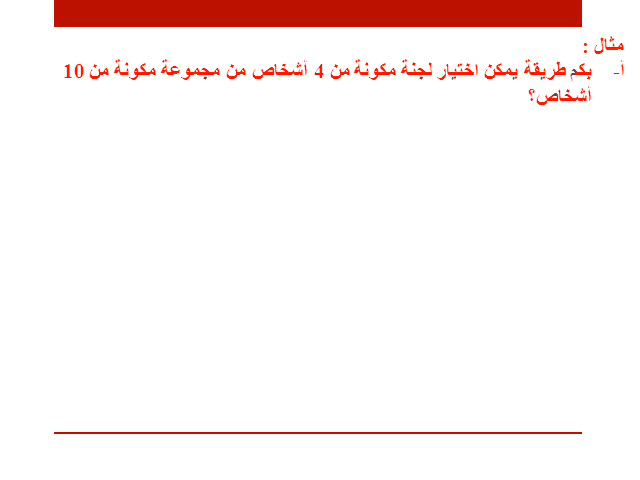 مثال :
أ- بكم طريقة يمكن اختيار لجنة مكونة من 4 أشخاص من مجموعة مكونة من 10
أشخاص؟